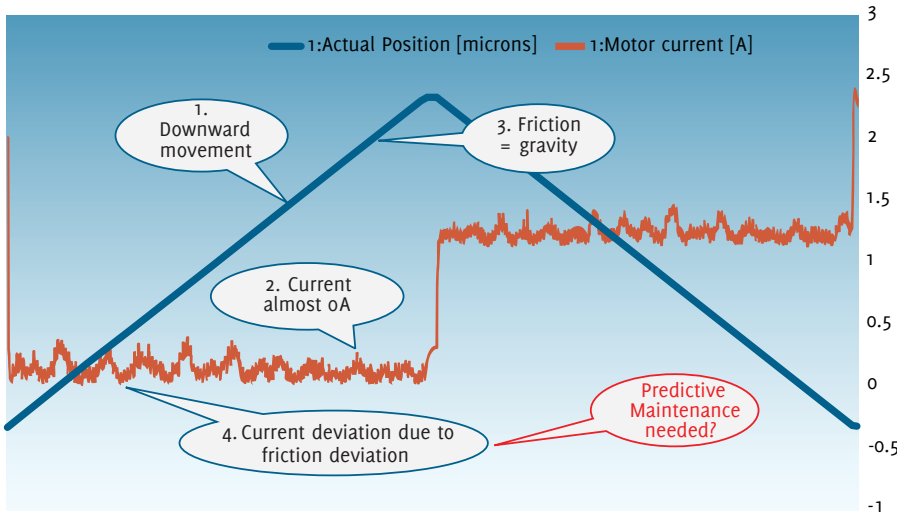 1:Actual Position [microns] 1:Motor current [A]
1.
Downward
movement
3. Friction
= gravity
2. Current
almost 0A
4. Current deviation due to
friction deviation
Predictive
Maintenance
needed?
3
2.5
2
1.5
1
0.5
0
-0.5
-1